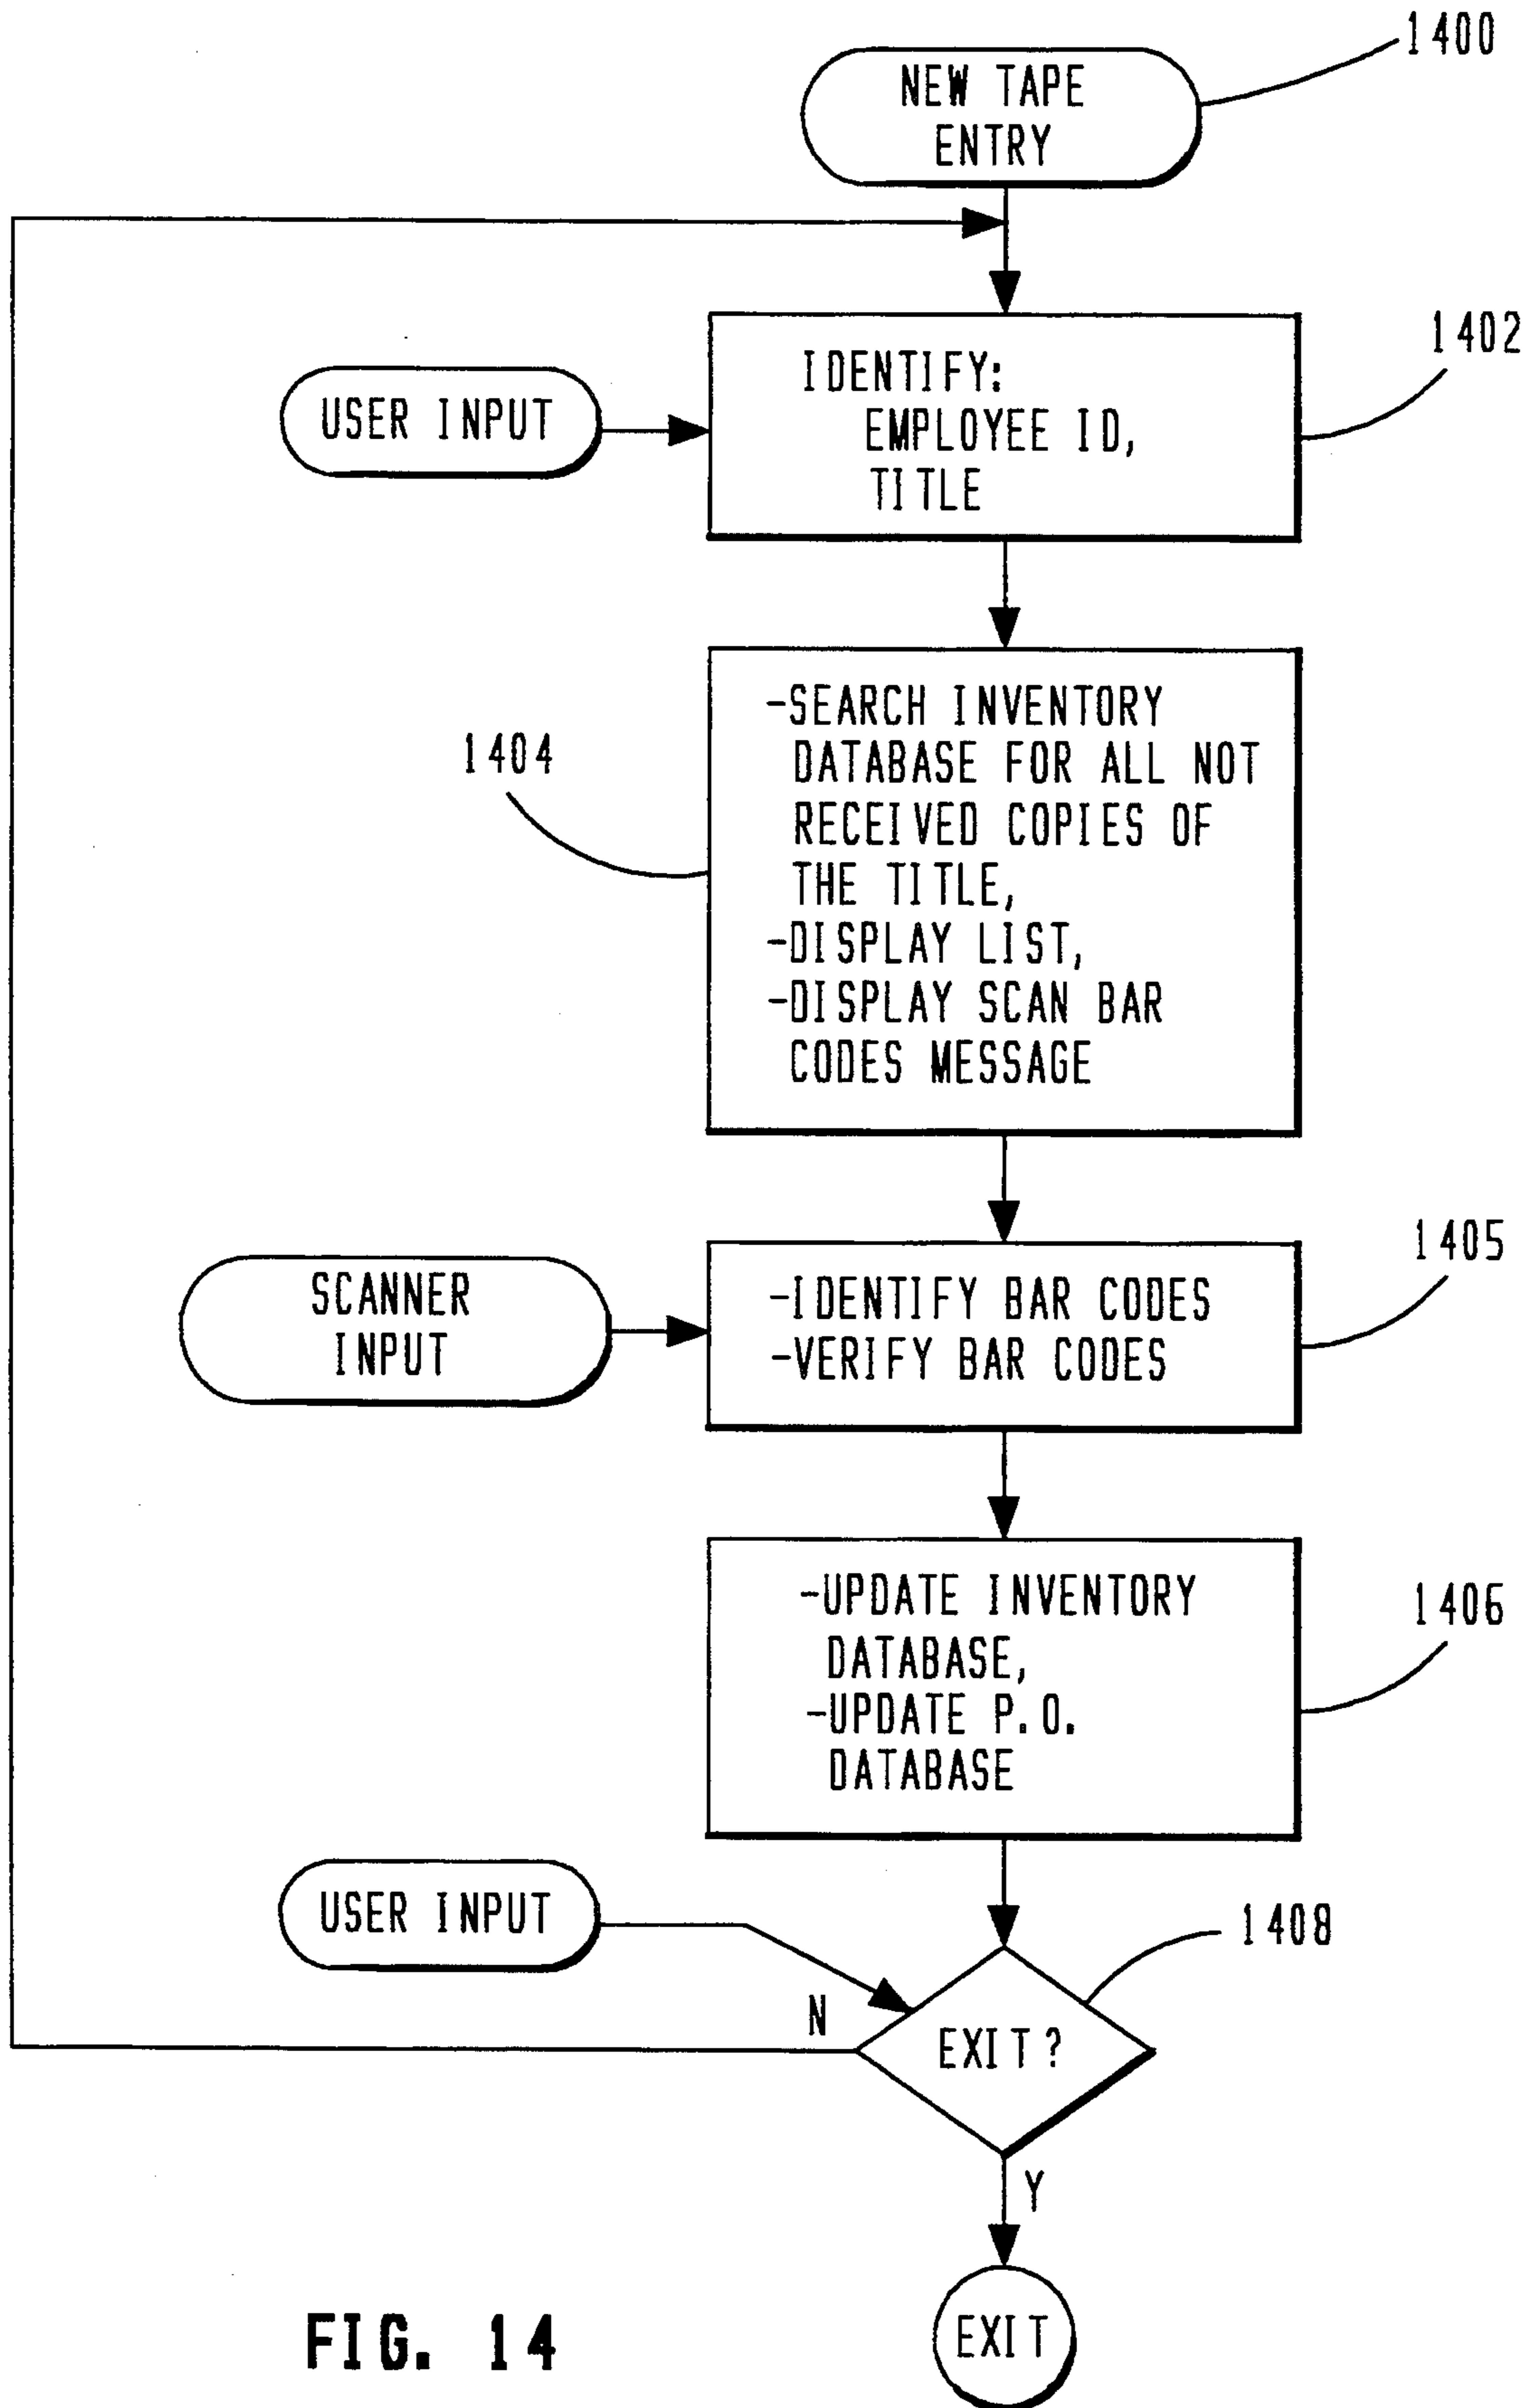 1400
NEW TAPE
ENTRY
1402
IDENTIFY:
EMPLOYEE ID,
TITLE
USER INPUT
1404
-SEARCH INVENTORY
DATABASE FOR ALL NOT
RECEIVED COPIES OF
THE TITLE,
-DISPLAY LIST,
-DISPLAY SCAN BAR
CODES MESSAGE
1405
SCANNER
INPUT
-IDENTIFY BAR CODES
-VERIFY BAR CODES
1406
-UPDATE INVENTORY
DATABASE,
-UPDATE P.O.
DATABASE
USER INPUT
1408
N
EXIT?
Y
EXIT
FIG. 14